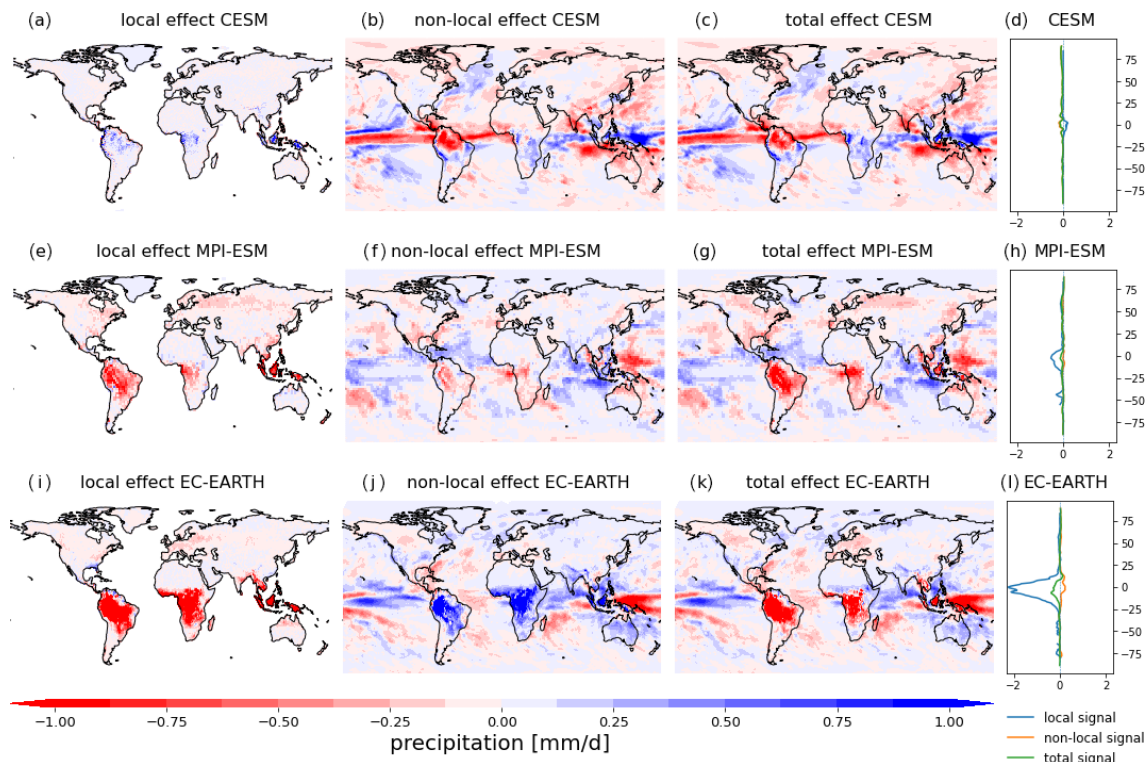 (a) local effect CESM (b) non-local effect CESM (c) total effect CESM (d) CESM
75
50
25
0
−25
−50
−75
−2 0 2
(e) local effect MPI-ESM (f) non-local effect MPI-ESM (g) total effect MPI-ESM (h) MPI-ESM
75
50
25
0
−25
−50
−75
−2 0 2
(i) local effect EC-EARTH (j) non-local effect EC-EARTH (k) total effect EC-EARTH (l) EC-EARTH
75
50
25
0
−25
−50
−75
−2 0 2
−1.00 −0.75 −0.50 −0.25 0.00 0.25 0.50 0.75 1.00
precipitation [mm/d]
local signal
non-local signal
total signal